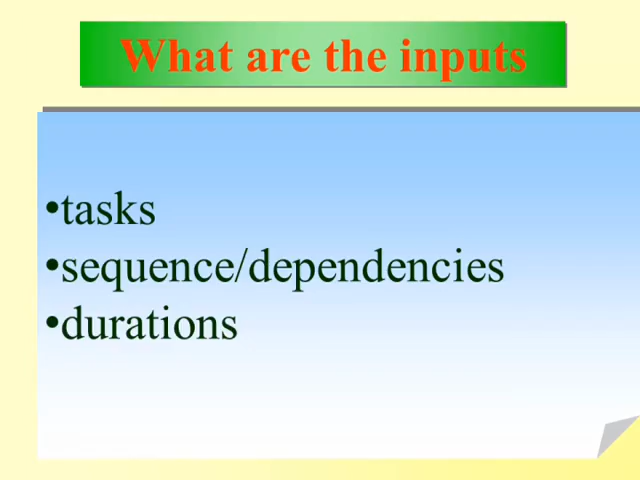 What are the inputs
•tasks
•sequence/dependencies
•durations